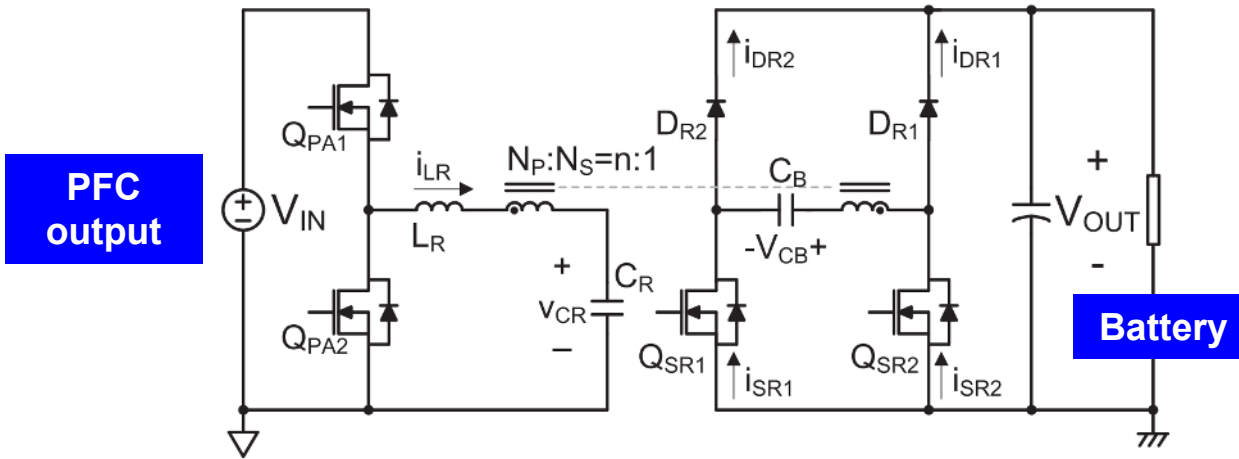 PFC
output
V_IN
Q_PA1
Q_PA2
i_LR
L_R
N_P:N_S=n:1
+
v_CR
–
C_R
i_DR2
i_DR1
D_R2
D_R1
C_B
-V_CB+
Q_SR1
i_SR1
Q_SR2
i_SR2
+
V_OUT
-
Battery